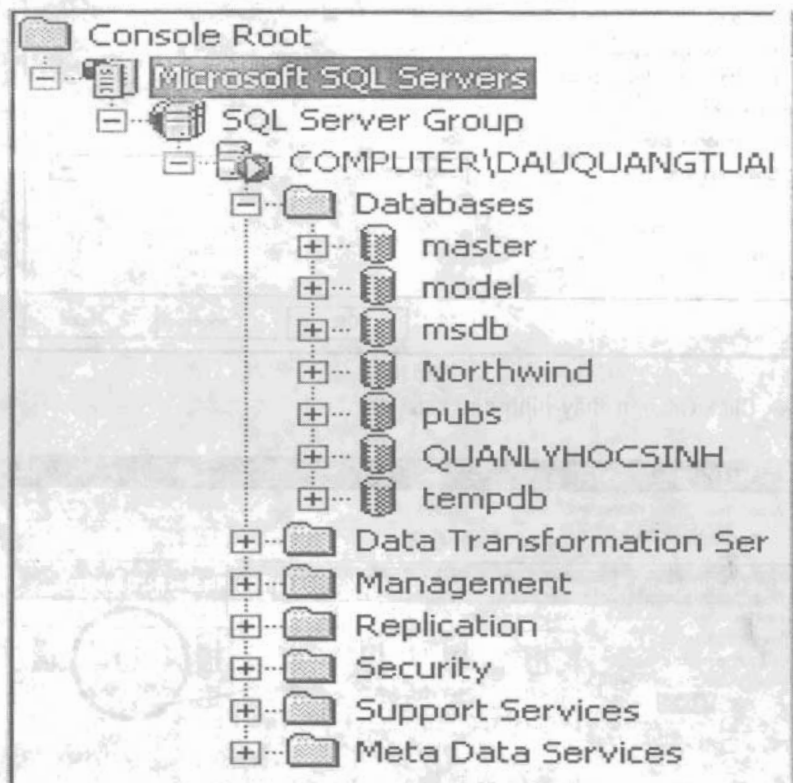 Console Root
Microsoft SQL Servers
SQL Server Group
COMPUTER\DAUQUANGTUAI
Databases
master
model
msdb
Northwind
pubs
QUANLYHOCSINH
tempdb
Data Transformation Ser
Management
Replication
Security
Support Services
Meta Data Services